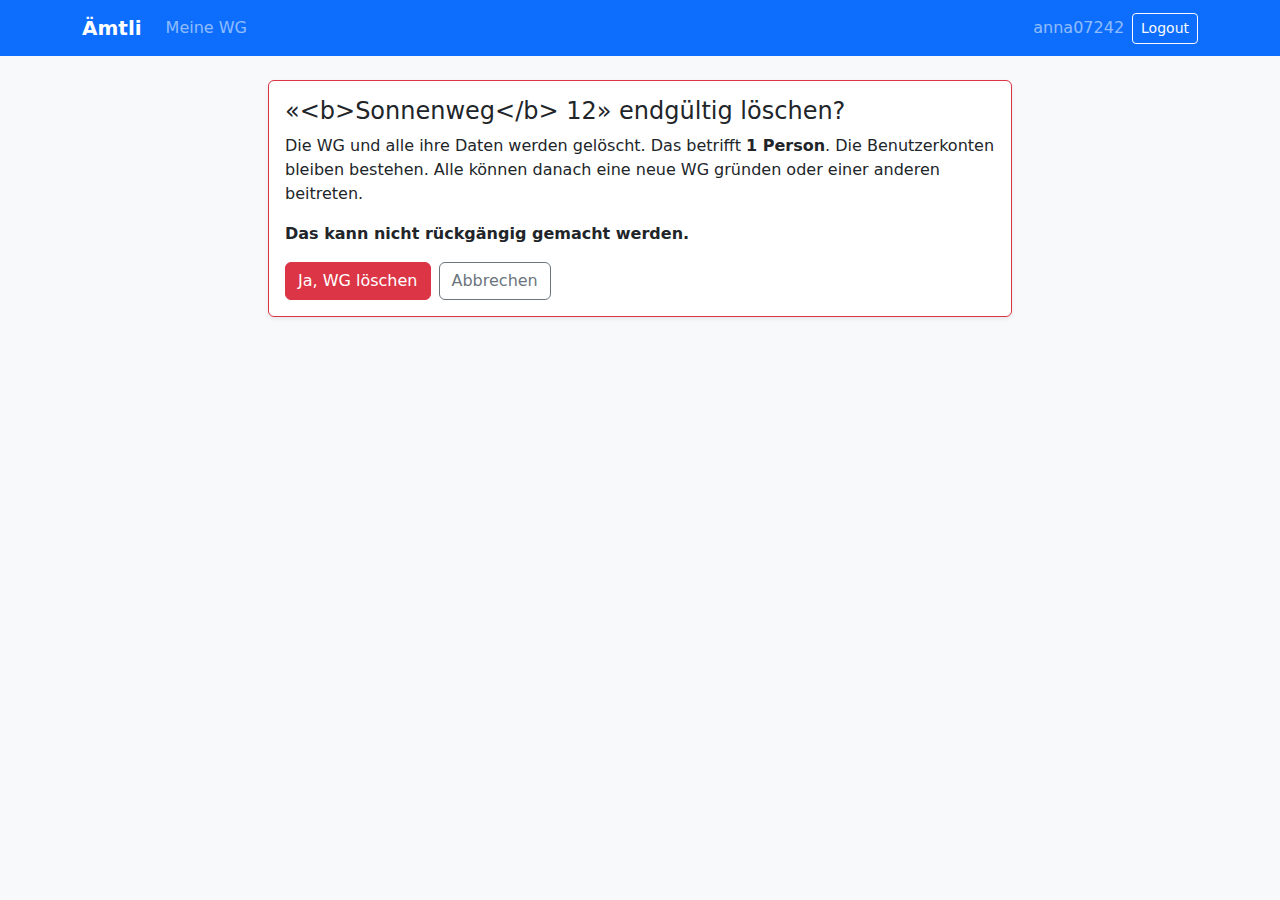 Ämtli Meine WG anna07242 Logout
«<b>Sonnenweg</b> 12» endgültig löschen?
Die WG und alle ihre Daten werden gelöscht. Das betrifft 1 Person. Die Benutzerkonten
bleiben bestehen. Alle können danach eine neue WG gründen oder einer anderen
beitreten.
Das kann nicht rückgängig gemacht werden.
Ja, WG löschen Abbrechen